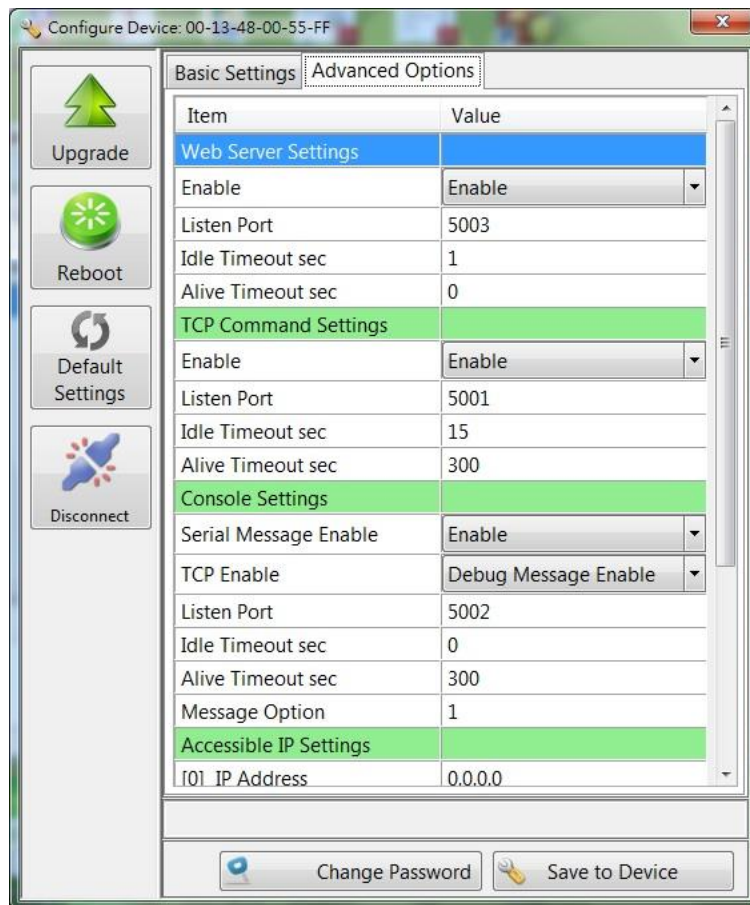 Configure Device: 00-13-48-00-55-FF
Upgrade
Reboot
Default
Settings
Disconnect
Basic Settings Advanced Options
Item Value
Web Server Settings
Enable Enable
Listen Port 5003
Idle Timeout sec 1
Alive Timeout sec 0
TCP Command Settings
Enable Enable
Listen Port 5001
Idle Timeout sec 15
Alive Timeout sec 300
Console Settings
Serial Message Enable Enable
TCP Enable Debug Message Enable
Listen Port 5002
Idle Timeout sec 0
Alive Timeout sec 300
Message Option 1
Accessible IP Settings
[0] IP Address 0.0.0.0
Change Password Save to Device